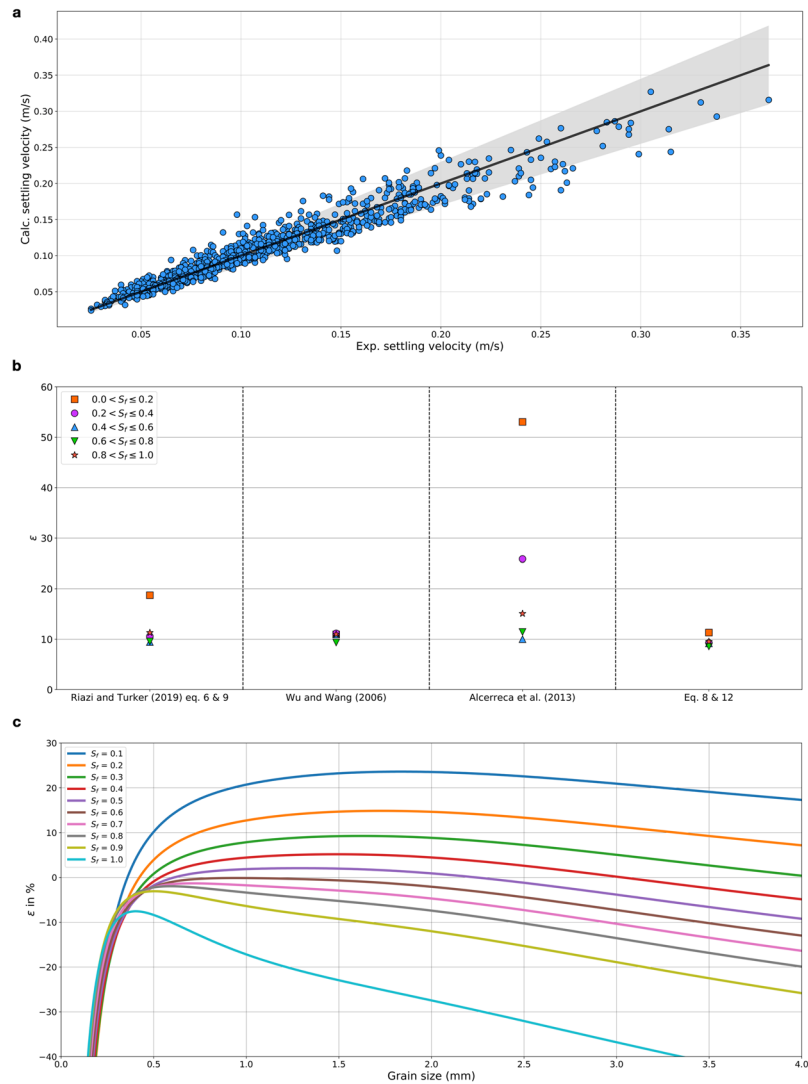 a
0.40
0.35
0.30
0.25
0.20
0.15
0.10
0.05
Calc. settling velocity (m/s)
0.05 0.10 0.15 0.20 0.25 0.30 0.35
Exp. settling velocity (m/s)
b
60
50
40
30
20
10
0
ε
0.0 < S_f ≤ 0.2
0.2 < S_f ≤ 0.4
0.4 < S_f ≤ 0.6
0.6 < S_f ≤ 0.8
0.8 < S_f ≤ 1.0
Riazi and Turker (2019) eq. 6 & 9 Wu and Wang (2006) Alcerreca et al. (2013) Eq. 8 & 12
c
30
20
10
0
−10
−20
−30
−40
ε in %
S_f = 0.1
S_f = 0.2
S_f = 0.3
S_f = 0.4
S_f = 0.5
S_f = 0.6
S_f = 0.7
S_f = 0.8
S_f = 0.9
S_f = 1.0
0.0 0.5 1.0 1.5 2.0 2.5 3.0 3.5 4.0
Grain size (mm)